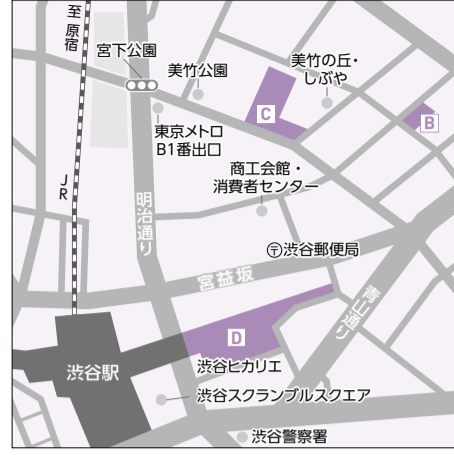 至 原宿
宮下公園
美竹公園
美竹の丘・
しぶや
C
B
東京メトロ
B1番出口
商工会館・
消費者センター
JR
明治通り
〒渋谷郵便局
宮益坂
青山通り
D
渋谷ヒカリエ
渋谷駅
渋谷スクランブルスクエア
渋谷警察署